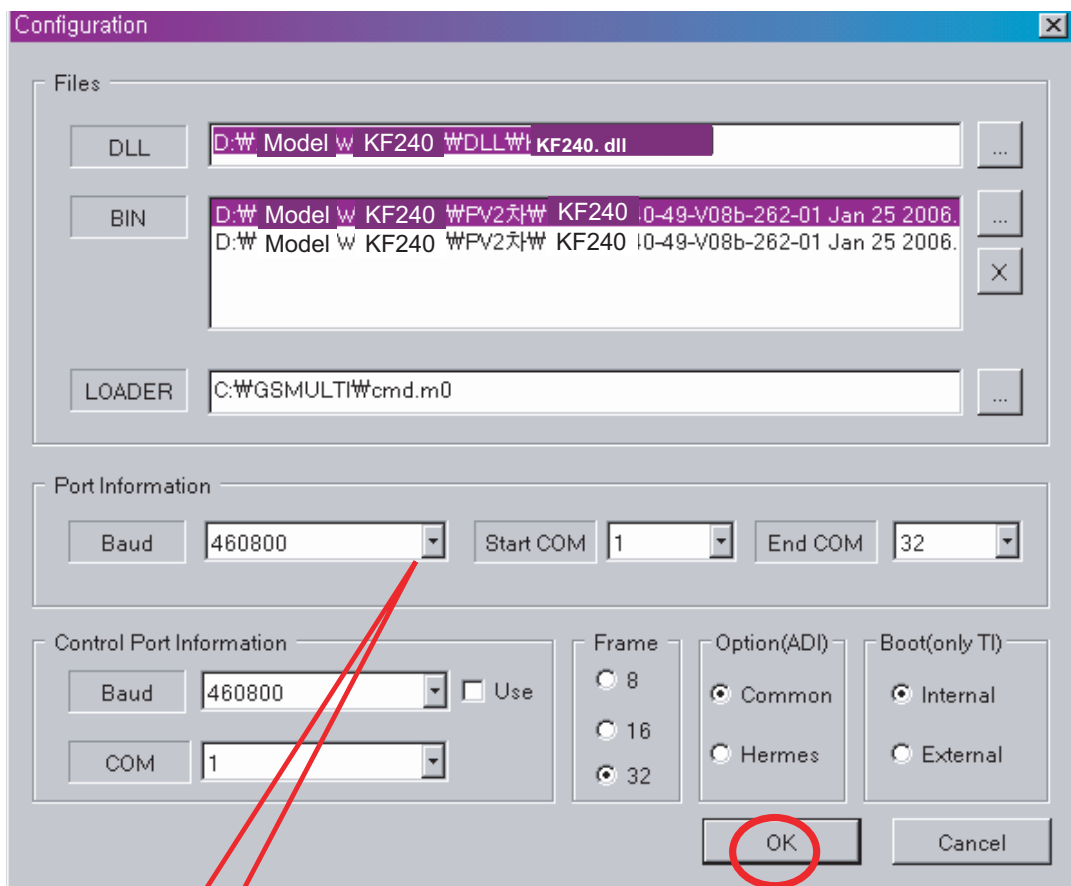 Configuration
Files
DLL
D:₩ Model ₩ KF240 ₩DLL₩ KF240. dll
...
BIN
D:₩ Model ₩ KF240 ₩PV2차₩ KF240 0-49-V08b-262-01 Jan 25 2006.
...
D:₩ Model ₩ KF240 ₩PV2차₩ KF240 0-49-V08b-262-01 Jan 25 2006.
X
LOADER
C:₩GSMULTI₩cmd.m0
...
Port Information
Baud 460800 Start COM 1 End COM 32
Control Port Information
Baud 460800 Use
COM 1
Frame
8
16
32
Option(ADI)
Common
Hermes
Boot(only TI)
Internal
External
OK Cancel